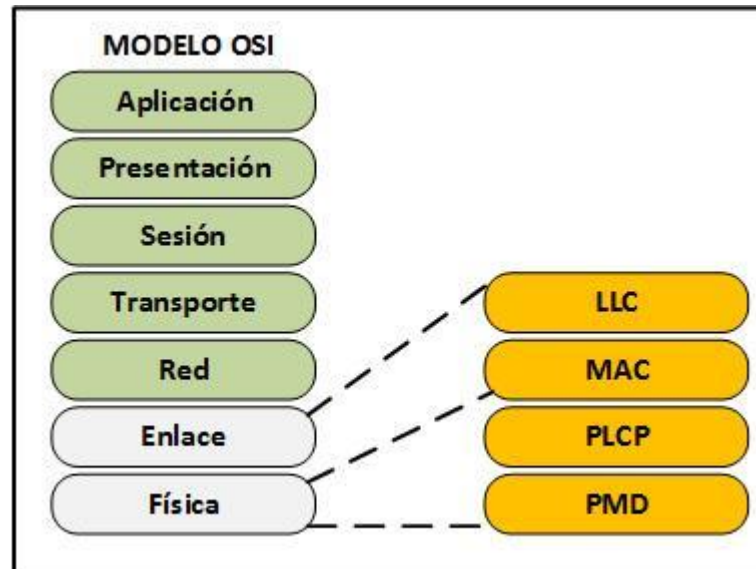 MODELO OSI
Aplicación
Presentación
Sesión
Transporte
Red
Enlace
Física
LLC
MAC
PLCP
PMD